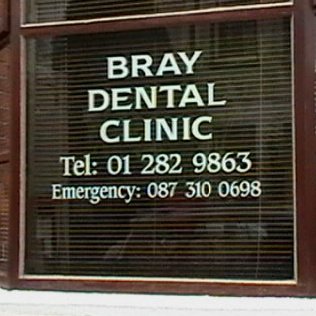 BRAY
DENTAL
CLINIC
Tel: 01 282 9863
Emergency: 087 310 0698